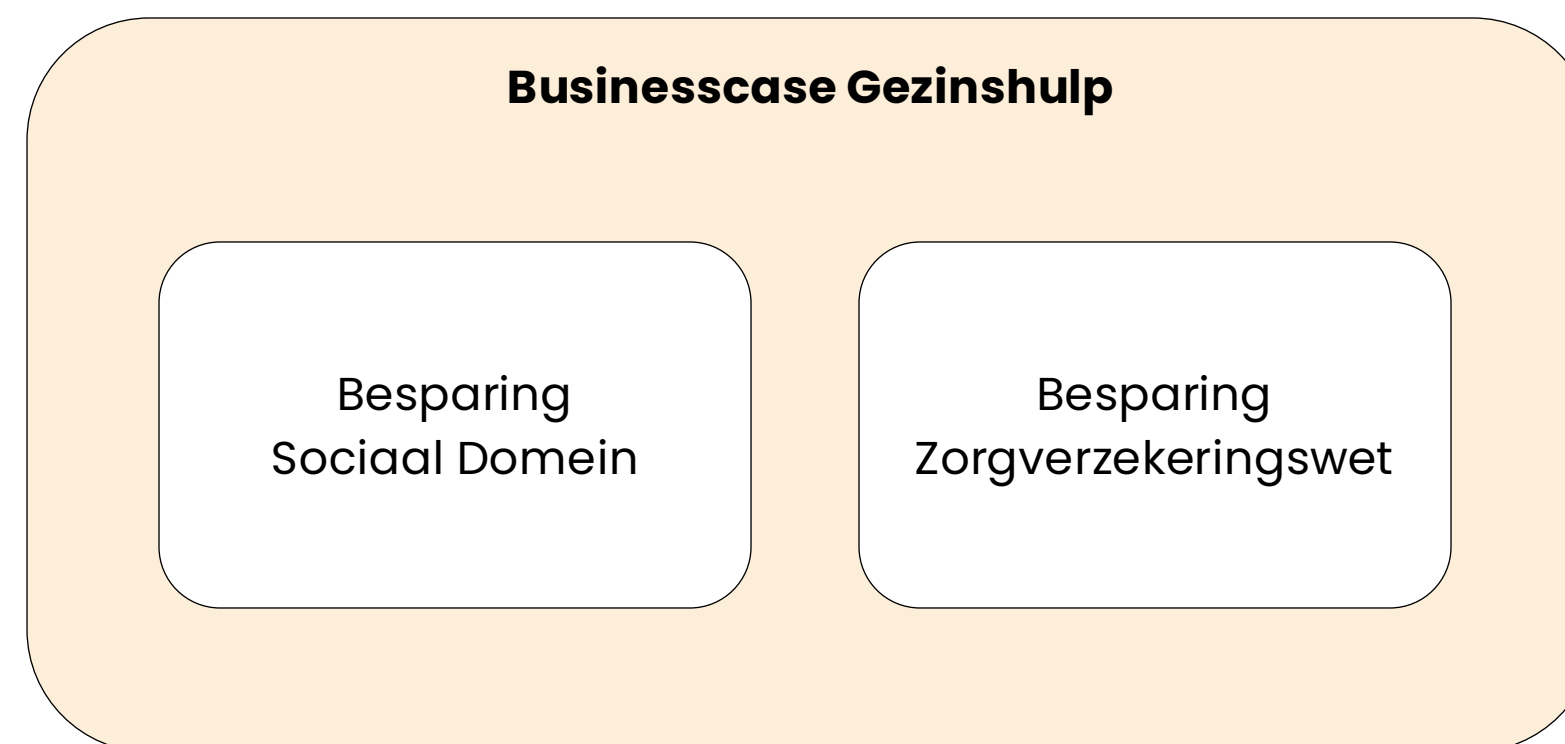 Businesscase Gezinshulp
Besparing
Sociaal Domein
Besparing
Zorgverzekeringswet